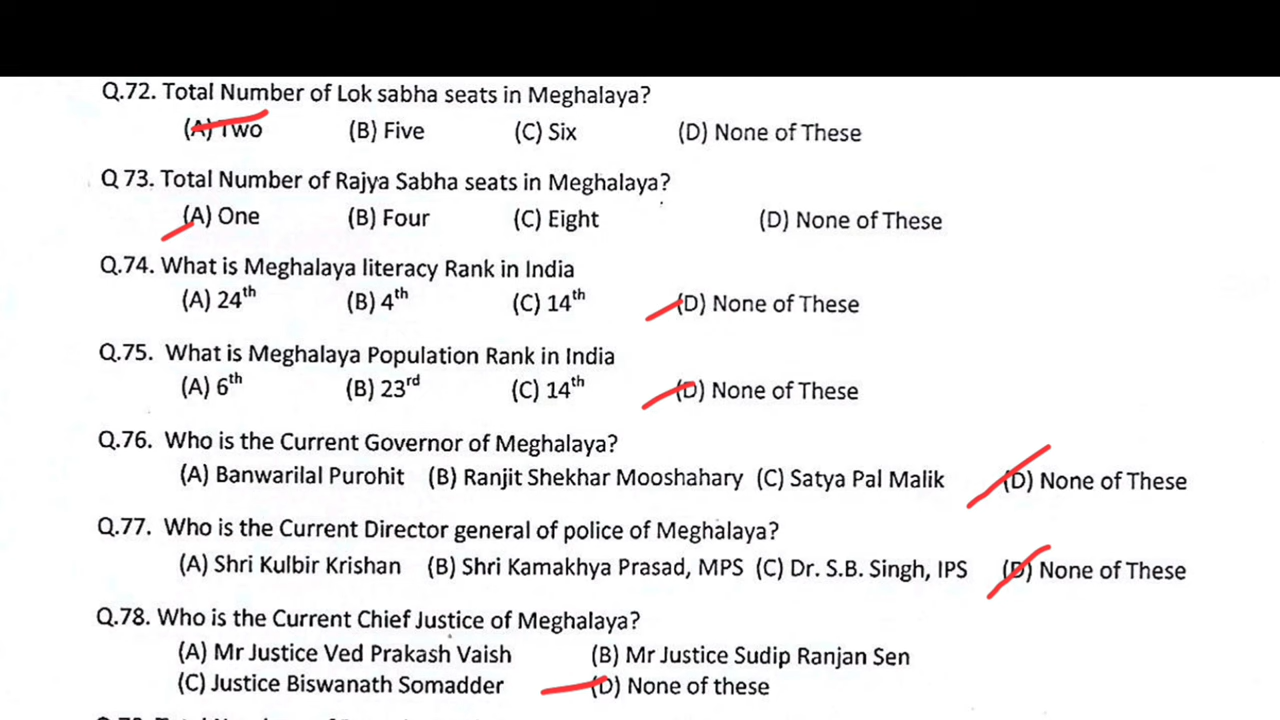 Q.72. Total Number of Lok sabha seats in Meghalaya?
(A) Two (B) Five (C) Six (D) None of These
Q 73. Total Number of Rajya Sabha seats in Meghalaya?
(A) One (B) Four (C) Eight (D) None of These
Q.74. What is Meghalaya literacy Rank in India
(A) 24th (B) 4th (C) 14th (D) None of These
Q.75. What is Meghalaya Population Rank in India
(A) 6th (B) 23rd (C) 14th (D) None of These
Q.76. Who is the Current Governor of Meghalaya?
(A) Banwarilal Purohit (B) Ranjit Shekhar Mooshahary (C) Satya Pal Malik (D) None of These
Q.77. Who is the Current Director general of police of Meghalaya?
(A) Shri Kulbir Krishan (B) Shri Kamakhya Prasad, MPS (C) Dr. S.B. Singh, IPS (D) None of These
Q.78. Who is the Current Chief Justice of Meghalaya?
(A) Mr Justice Ved Prakash Vaish (B) Mr Justice Sudip Ranjan Sen
(C) Justice Biswanath Somadder (D) None of these